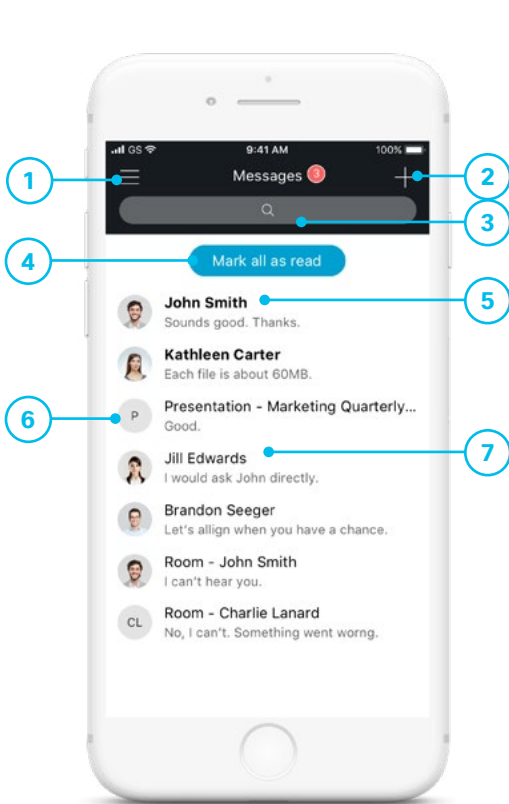 GS 9:41 AM 100%
1 Messages 3 2
3
4 Mark all as read
John Smith 5
Sounds good. Thanks.
Kathleen Carter
Each file is about 60MB.
6 P Presentation - Marketing Quarterly...
Good.
Jill Edwards 7
I would ask John directly.
Brandon Seeger
Let's allign when you have a chance.
Room - John Smith
I can't hear you.
CL Room - Charlie Lanard
No, I can't. Something went worng.